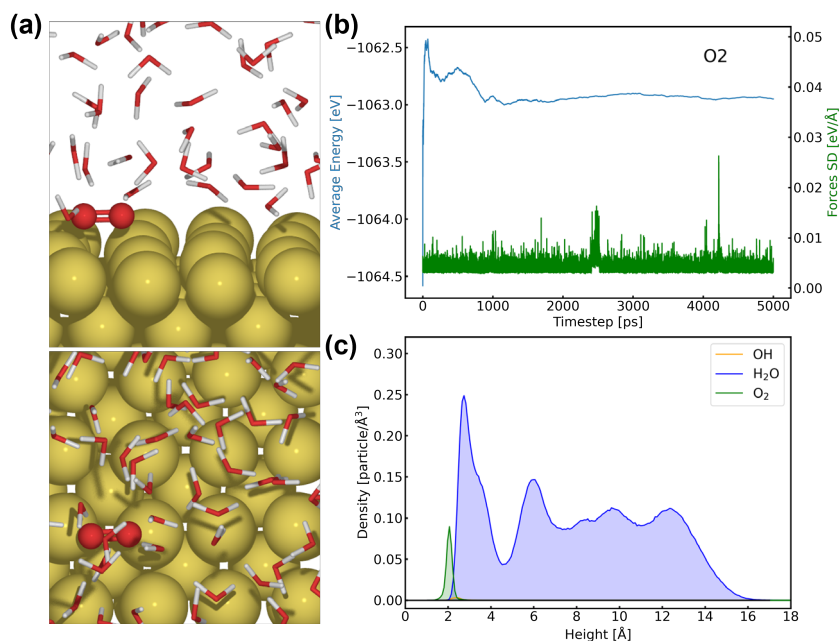 (a)
(b)
O2
Average Energy [eV]
−1062.5
−1063.0
−1063.5
−1064.0
−1064.5
0.05
0.04
0.03
0.02
0.01
0.00
Forces SD [eV/Å]
0 1000 2000 3000 4000 5000
Timestep [ps]
(c)
OH
H₂O
O₂
Density [particle/Å³]
0.30
0.25
0.20
0.15
0.10
0.05
0.00
0 2 4 6 8 10 12 14 16 18
Height [Å]